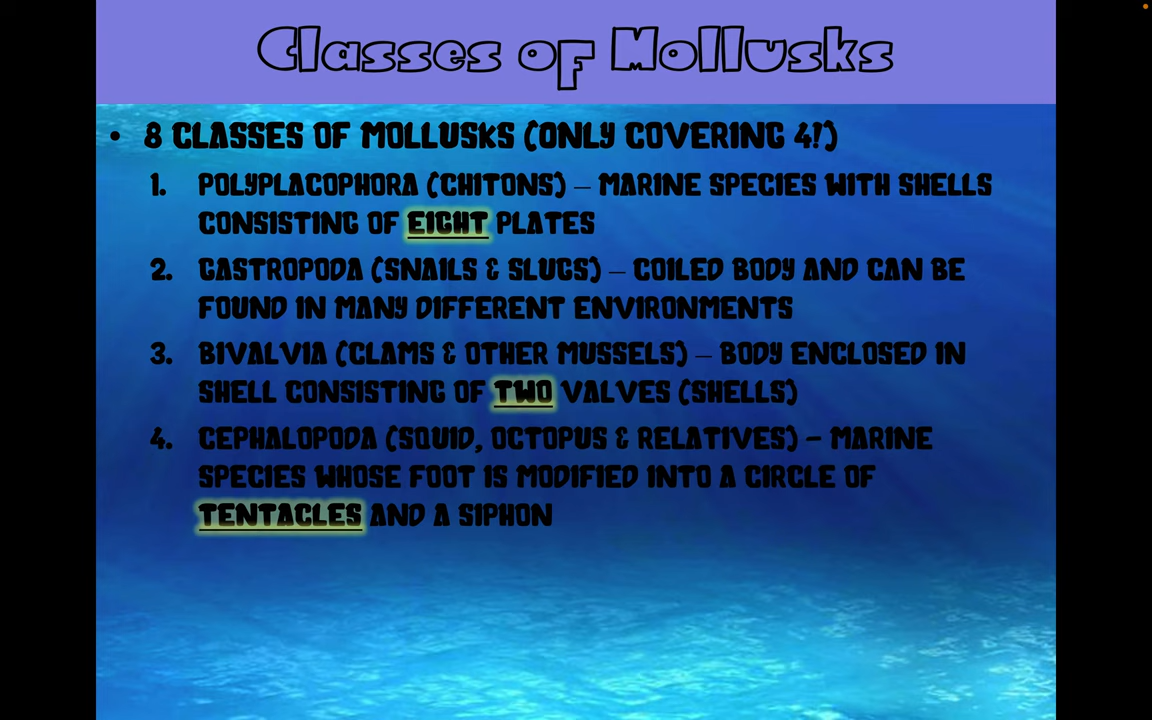 Classes of Mollusks
• 8 CLASSES OF MOLLUSKS (ONLY COVERING 4!)
1. POLYPLACOPHORA (CHITONS) – MARINE SPECIES WITH SHELLS
CONSISTING OF EIGHT PLATES
2. GASTROPODA (SNAILS & SLUGS) – COILED BODY AND CAN BE
FOUND IN MANY DIFFERENT ENVIRONMENTS
3. BIVALVIA (CLAMS & OTHER MUSSELS) – BODY ENCLOSED IN
SHELL CONSISTING OF TWO VALVES (SHELLS)
4. CEPHALOPODA (SQUID, OCTOPUS & RELATIVES) – MARINE
SPECIES WHOSE FOOT IS MODIFIED INTO A CIRCLE OF
TENTACLES AND A SIPHON